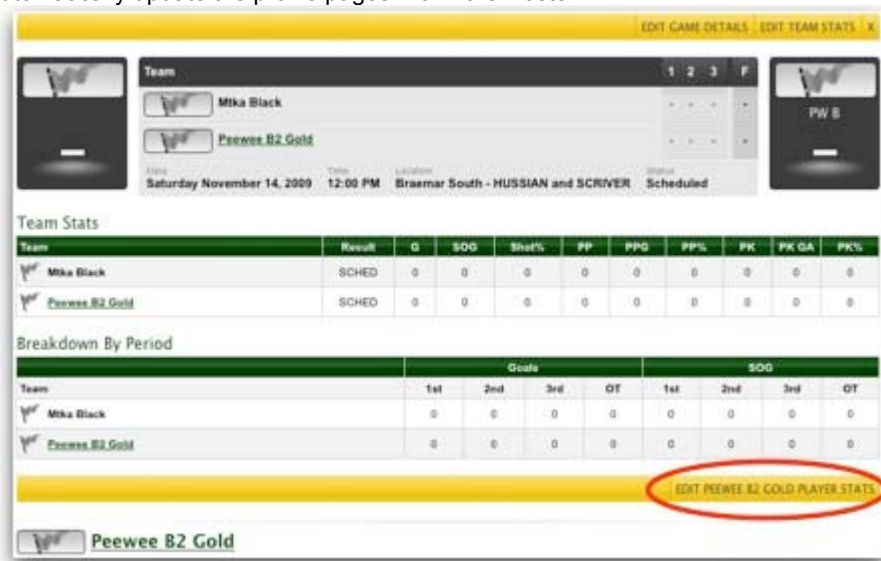 EDIT GAME DETAILS EDIT TEAM STATS X
Team 1 2 3 F
Mtka Black - - - -
PW B
Peewee B2 Gold - - - -
Date Time Location Status
Saturday November 14, 2009 12:00 PM Braemar South - HUSSIAN and SCRIVER Scheduled
Team Stats
Team Result G SOG Shot% PP PPG PP% PK PK GA PK%
Mtka Black SCHED 0 0 0 0 0 0 0 0 0
Peewee B2 Gold SCHED 0 0 0 0 0 0 0 0 0
Breakdown By Period
Goals SOG
Team 1st 2nd 3rd OT 1st 2nd 3rd OT
Mtka Black 0 0 0 0 0 0 0 0
Peewee B2 Gold 0 0 0 0 0 0 0 0
EDIT PEEWEE B2 GOLD PLAYER STATS
Peewee B2 Gold